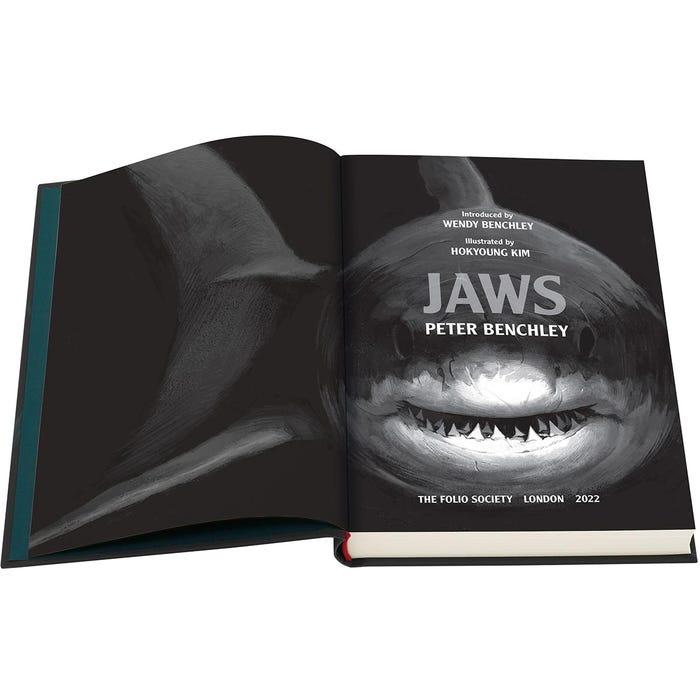 Introduced by
WENDY BENCHLEY
Illustrated by
HOKYOUNG KIM
JAWS
PETER BENCHLEY
THE FOLIO SOCIETY LONDON 2022